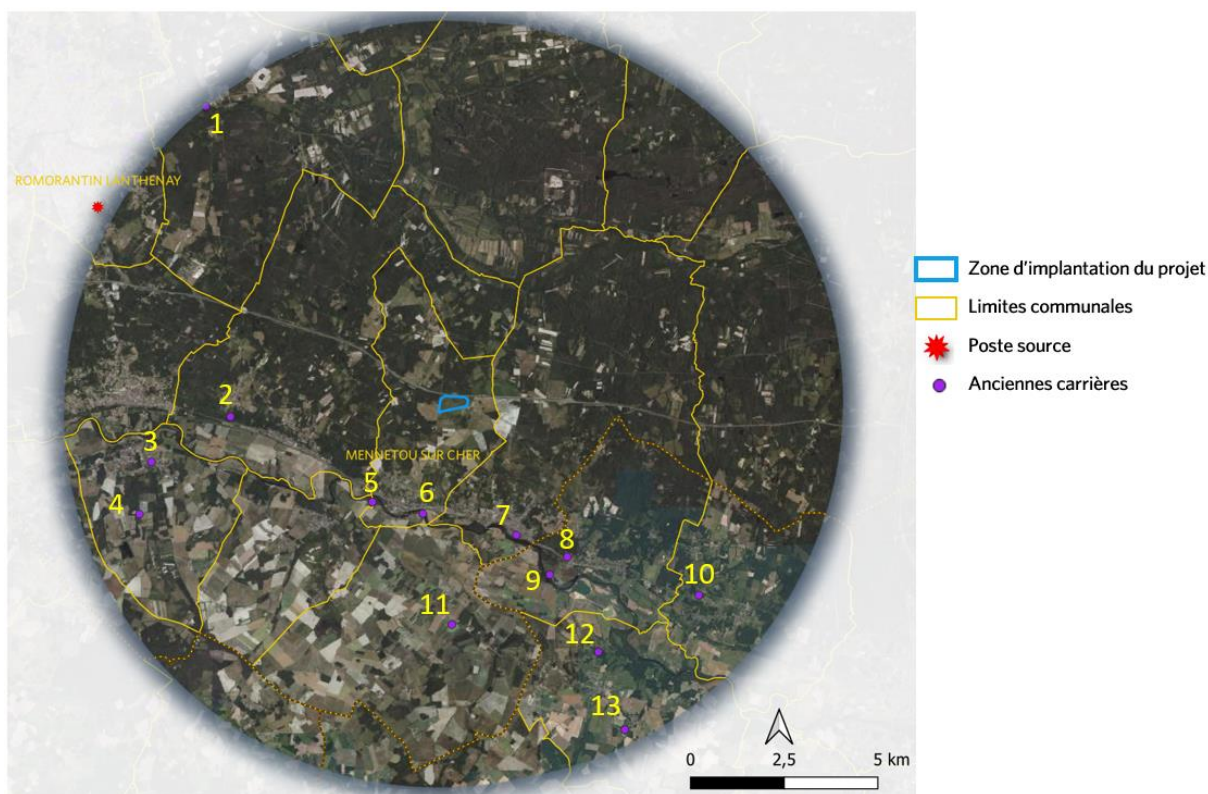 1
ROMORANTIN LANTHENAY
Zone d'implantation du projet
Limites communales
Poste source
Anciennes carrières
2
3
MENNETOU SUR CHER
4
5
6
7
8
9
10
11
12
13
0 2,5 5 km